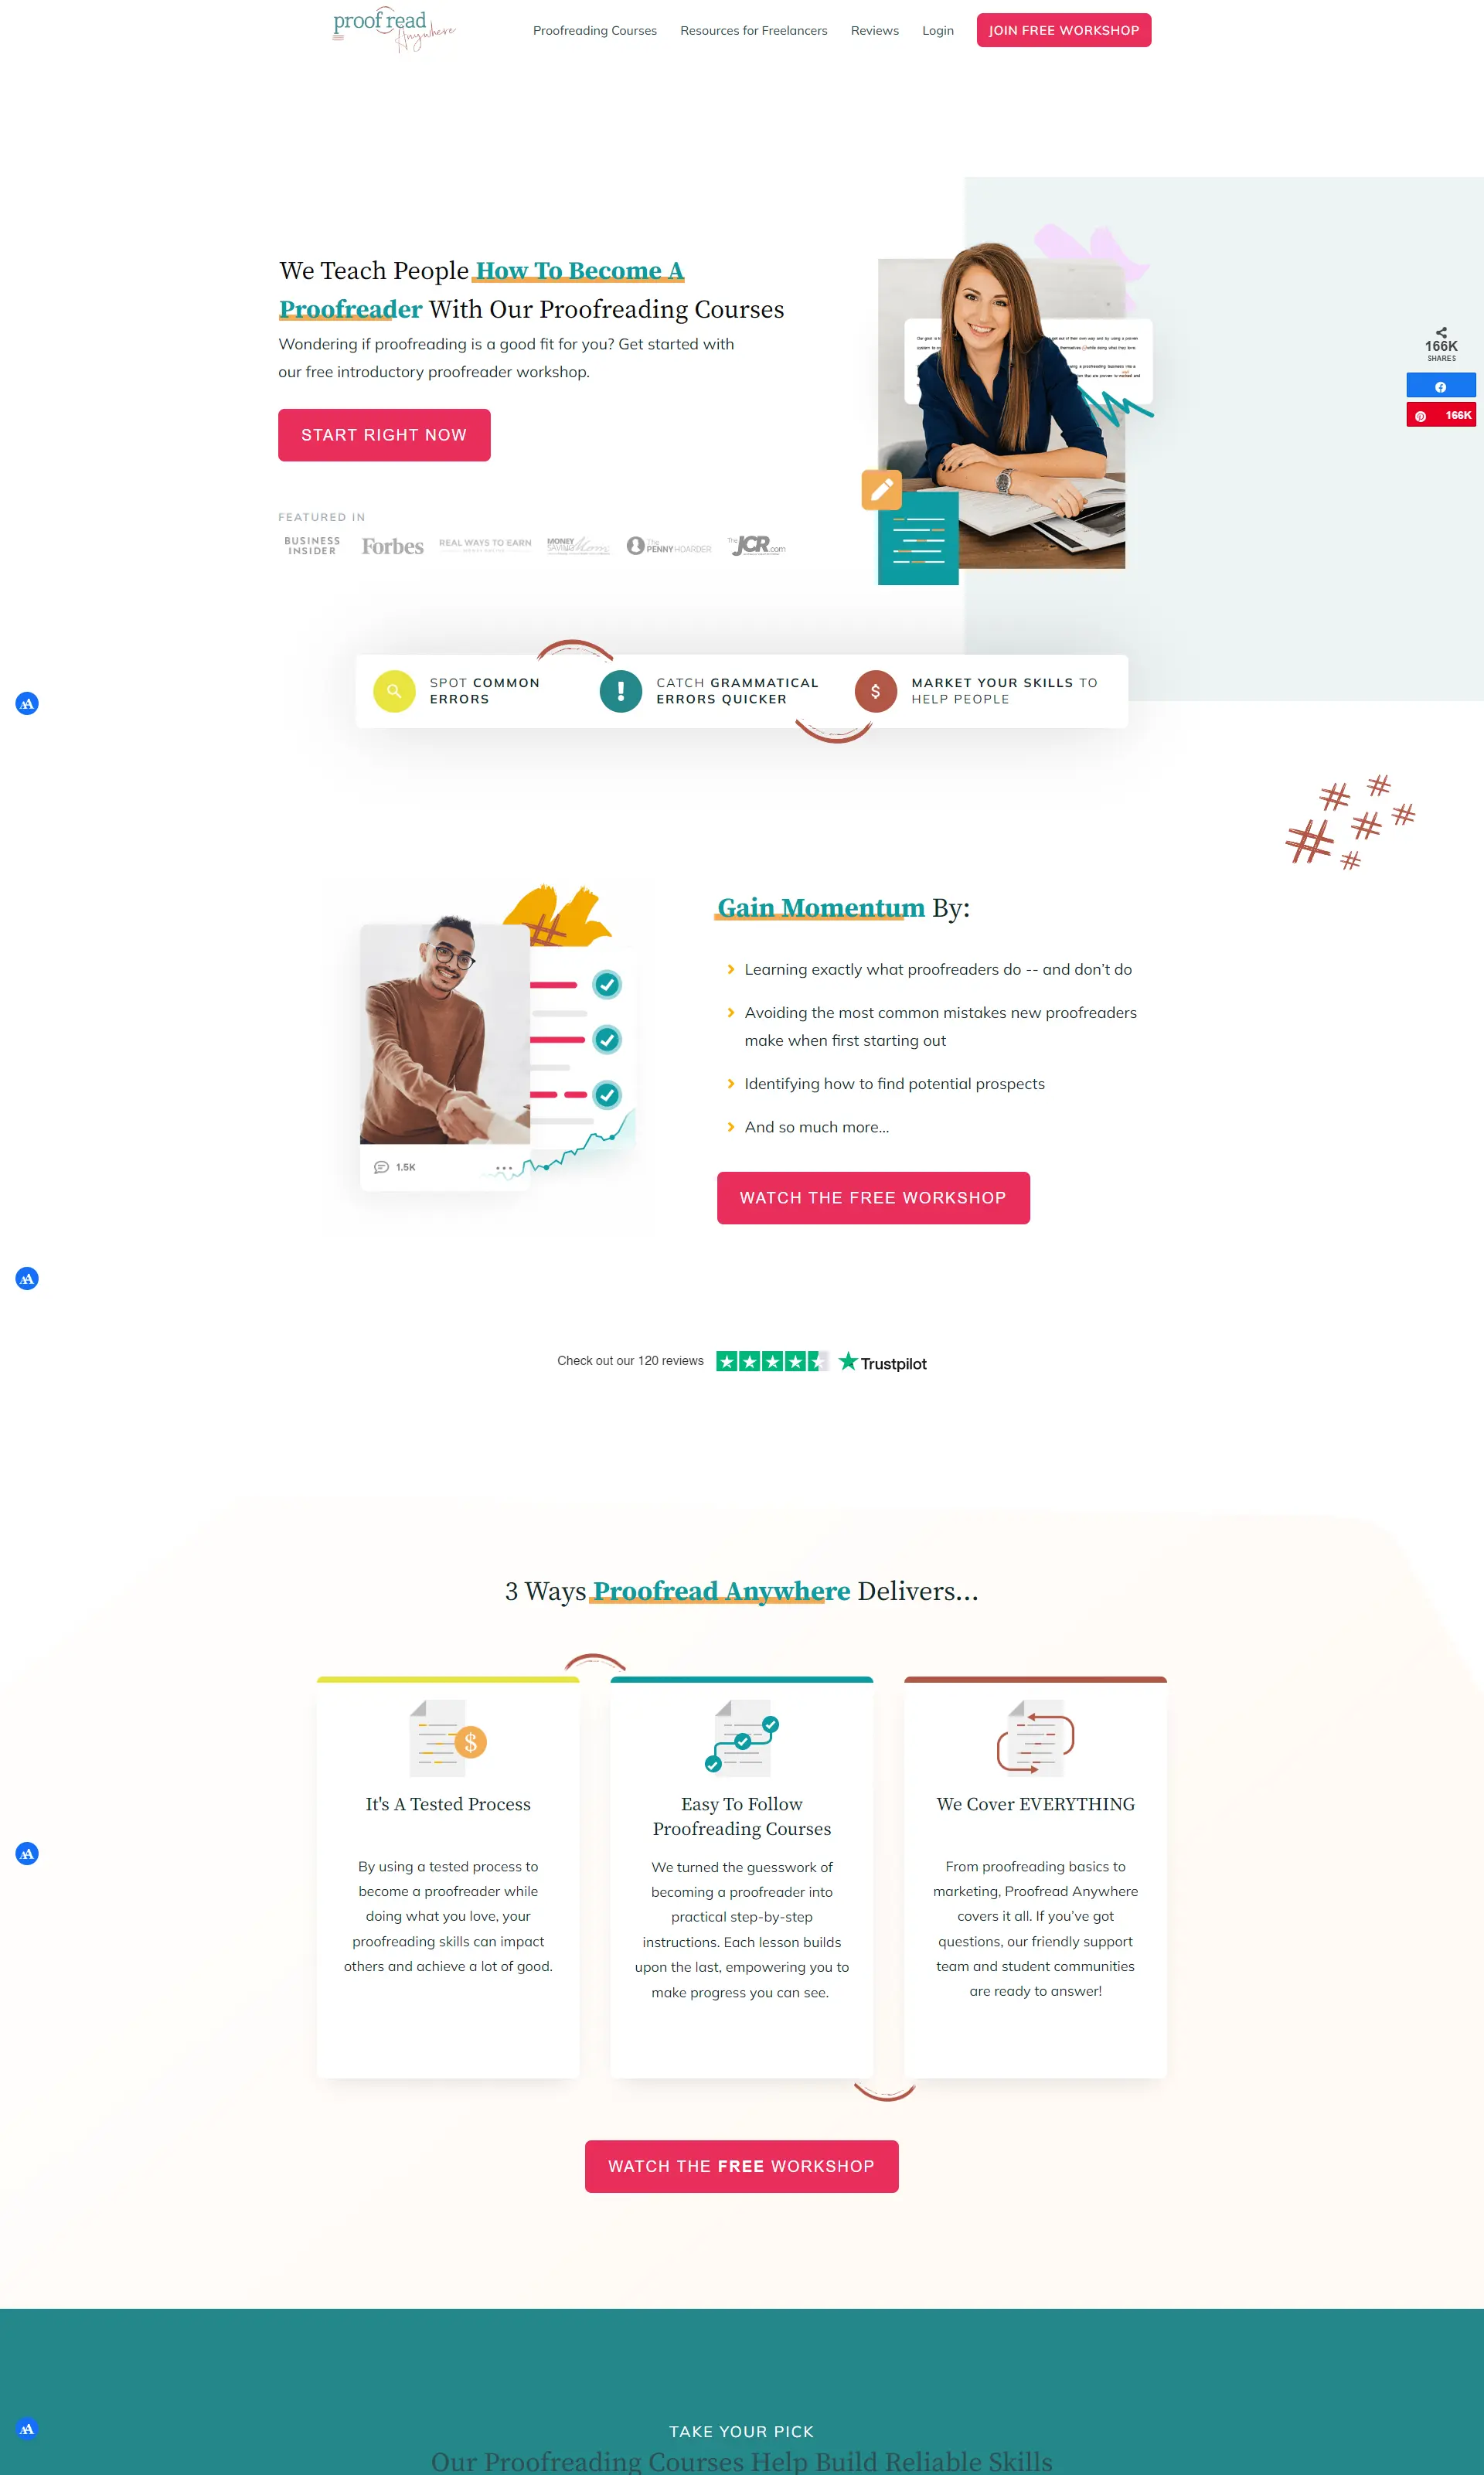 proof read
Anywhere
Proofreading Courses
Resources for Freelancers
Reviews
Login
JOIN FREE WORKSHOP
We Teach People How To Become A
Proofreader With Our Proofreading Courses
Wondering if proofreading is a good fit for you? Get started with
our free introductory proofreader workshop.
START RIGHT NOW
FEATURED IN
BUSINESS
INSIDER
Forbes
REAL WAYS TO EARN
MONEY
SAVING Mom
The
PENNY HOARDER
The JCR.com
166K
SHARES
166K
SPOT COMMON
ERRORS
CATCH GRAMMATICAL
ERRORS QUICKER
MARKET YOUR SKILLS TO
HELP PEOPLE
AA
Gain Momentum By:
Learning exactly what proofreaders do -- and don't do
Avoiding the most common mistakes new proofreaders
make when first starting out
Identifying how to find potential prospects
And so much more...
1.5K
WATCH THE FREE WORKSHOP
AA
Check out our 120 reviews
Trustpilot
3 Ways Proofread Anywhere Delivers...
It's A Tested Process
By using a tested process to
become a proofreader while
doing what you love, your
proofreading skills can impact
others and achieve a lot of good.
Easy To Follow
Proofreading Courses
We turned the guesswork of
becoming a proofreader into
practical step-by-step
instructions. Each lesson builds
upon the last, empowering you to
make progress you can see.
We Cover EVERYTHING
From proofreading basics to
marketing, Proofread Anywhere
covers it all. If you've got
questions, our friendly support
team and student communities
are ready to answer!
AA
WATCH THE FREE WORKSHOP
TAKE YOUR PICK
AA
Our Proofreading Courses Help Build Reliable Skills